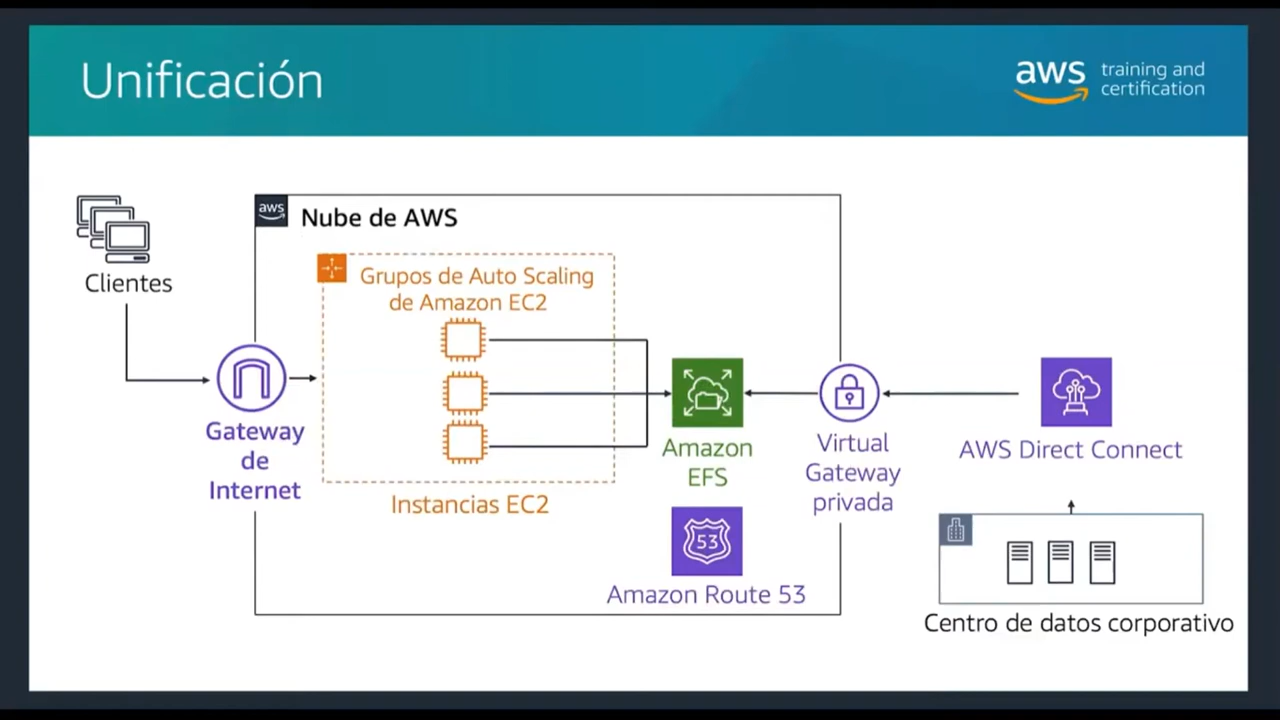 Unificación
aws training and
certification
aws
Nube de AWS
Clientes
Grupos de Auto Scaling
de Amazon EC2
Gateway
de
Internet
Instancias EC2
Amazon
EFS
53
Amazon Route 53
Virtual
Gateway
privada
AWS Direct Connect
Centro de datos corporativo